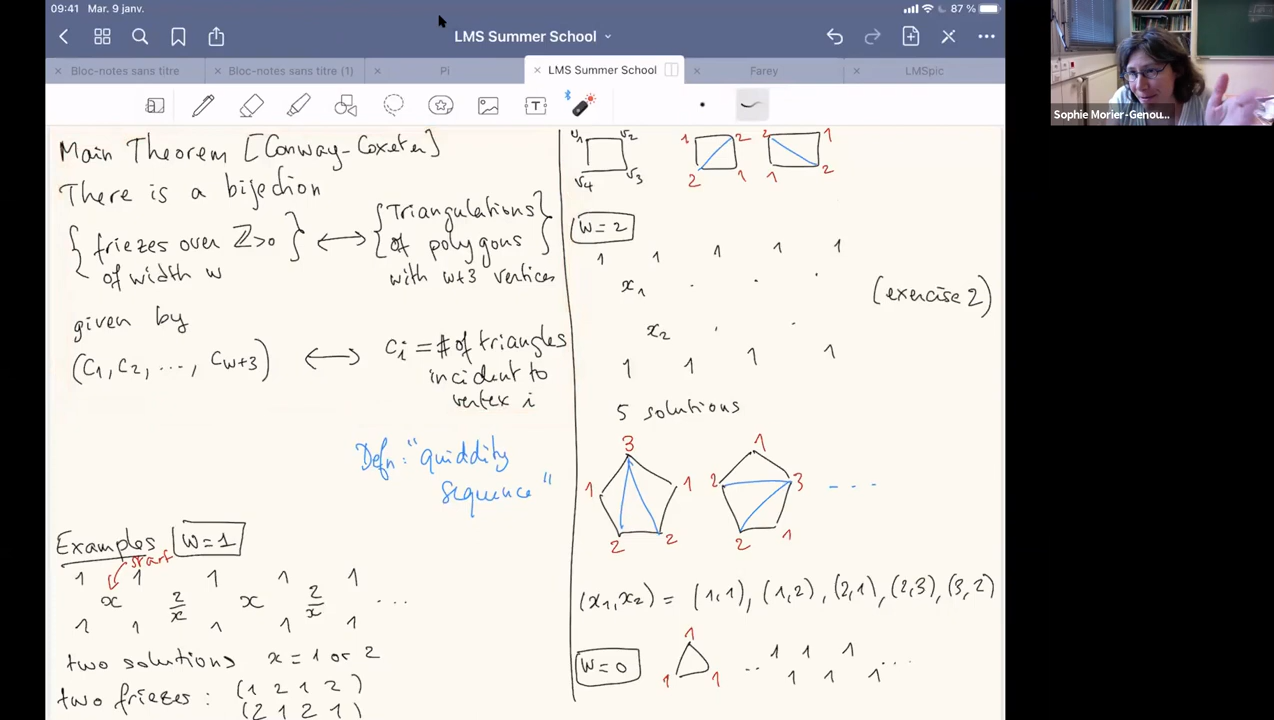 09:41 Mar. 9 janv.
87 %
LMS Summer School
Bloc-notes sans titre
Bloc-notes sans titre (1)
Pi
LMS Summer School
Farey
LMSpic
Sophie Morier-Genou...
Main Theorem [Conway-Coxeter]
There is a bijection
{ friezes over ℤ>0 of width w } ⟷ { Triangulations of polygons with w+3 vertices }
given by
(c1, c2, ..., cw+3) ⟷ ci = # of triangles
incident to
vertex i
Defn: "quiddity
sequence"
Examples w=1
start
1 1 1 1 1
x 2/x x 2/x ...
1 1 1 1 1
two solutions x = 1 or 2
two friezes : (1 2 1 2)
(2 1 2 1)
v1 v2
v4 v3
1 2
2 1
2 1
1 2
w=2
1 1 1 1 1
x1 . . .
(exercise 2)
x2 . .
1 1 1 1
5 solutions
3
1 1
2 2
1
2 3
2 1
- - -
(x1, x2) = (1,1), (1,2), (2,1), (2,3), (3,2)
w=0
1
1 1
.. 1 1 1
1 1 1 ...